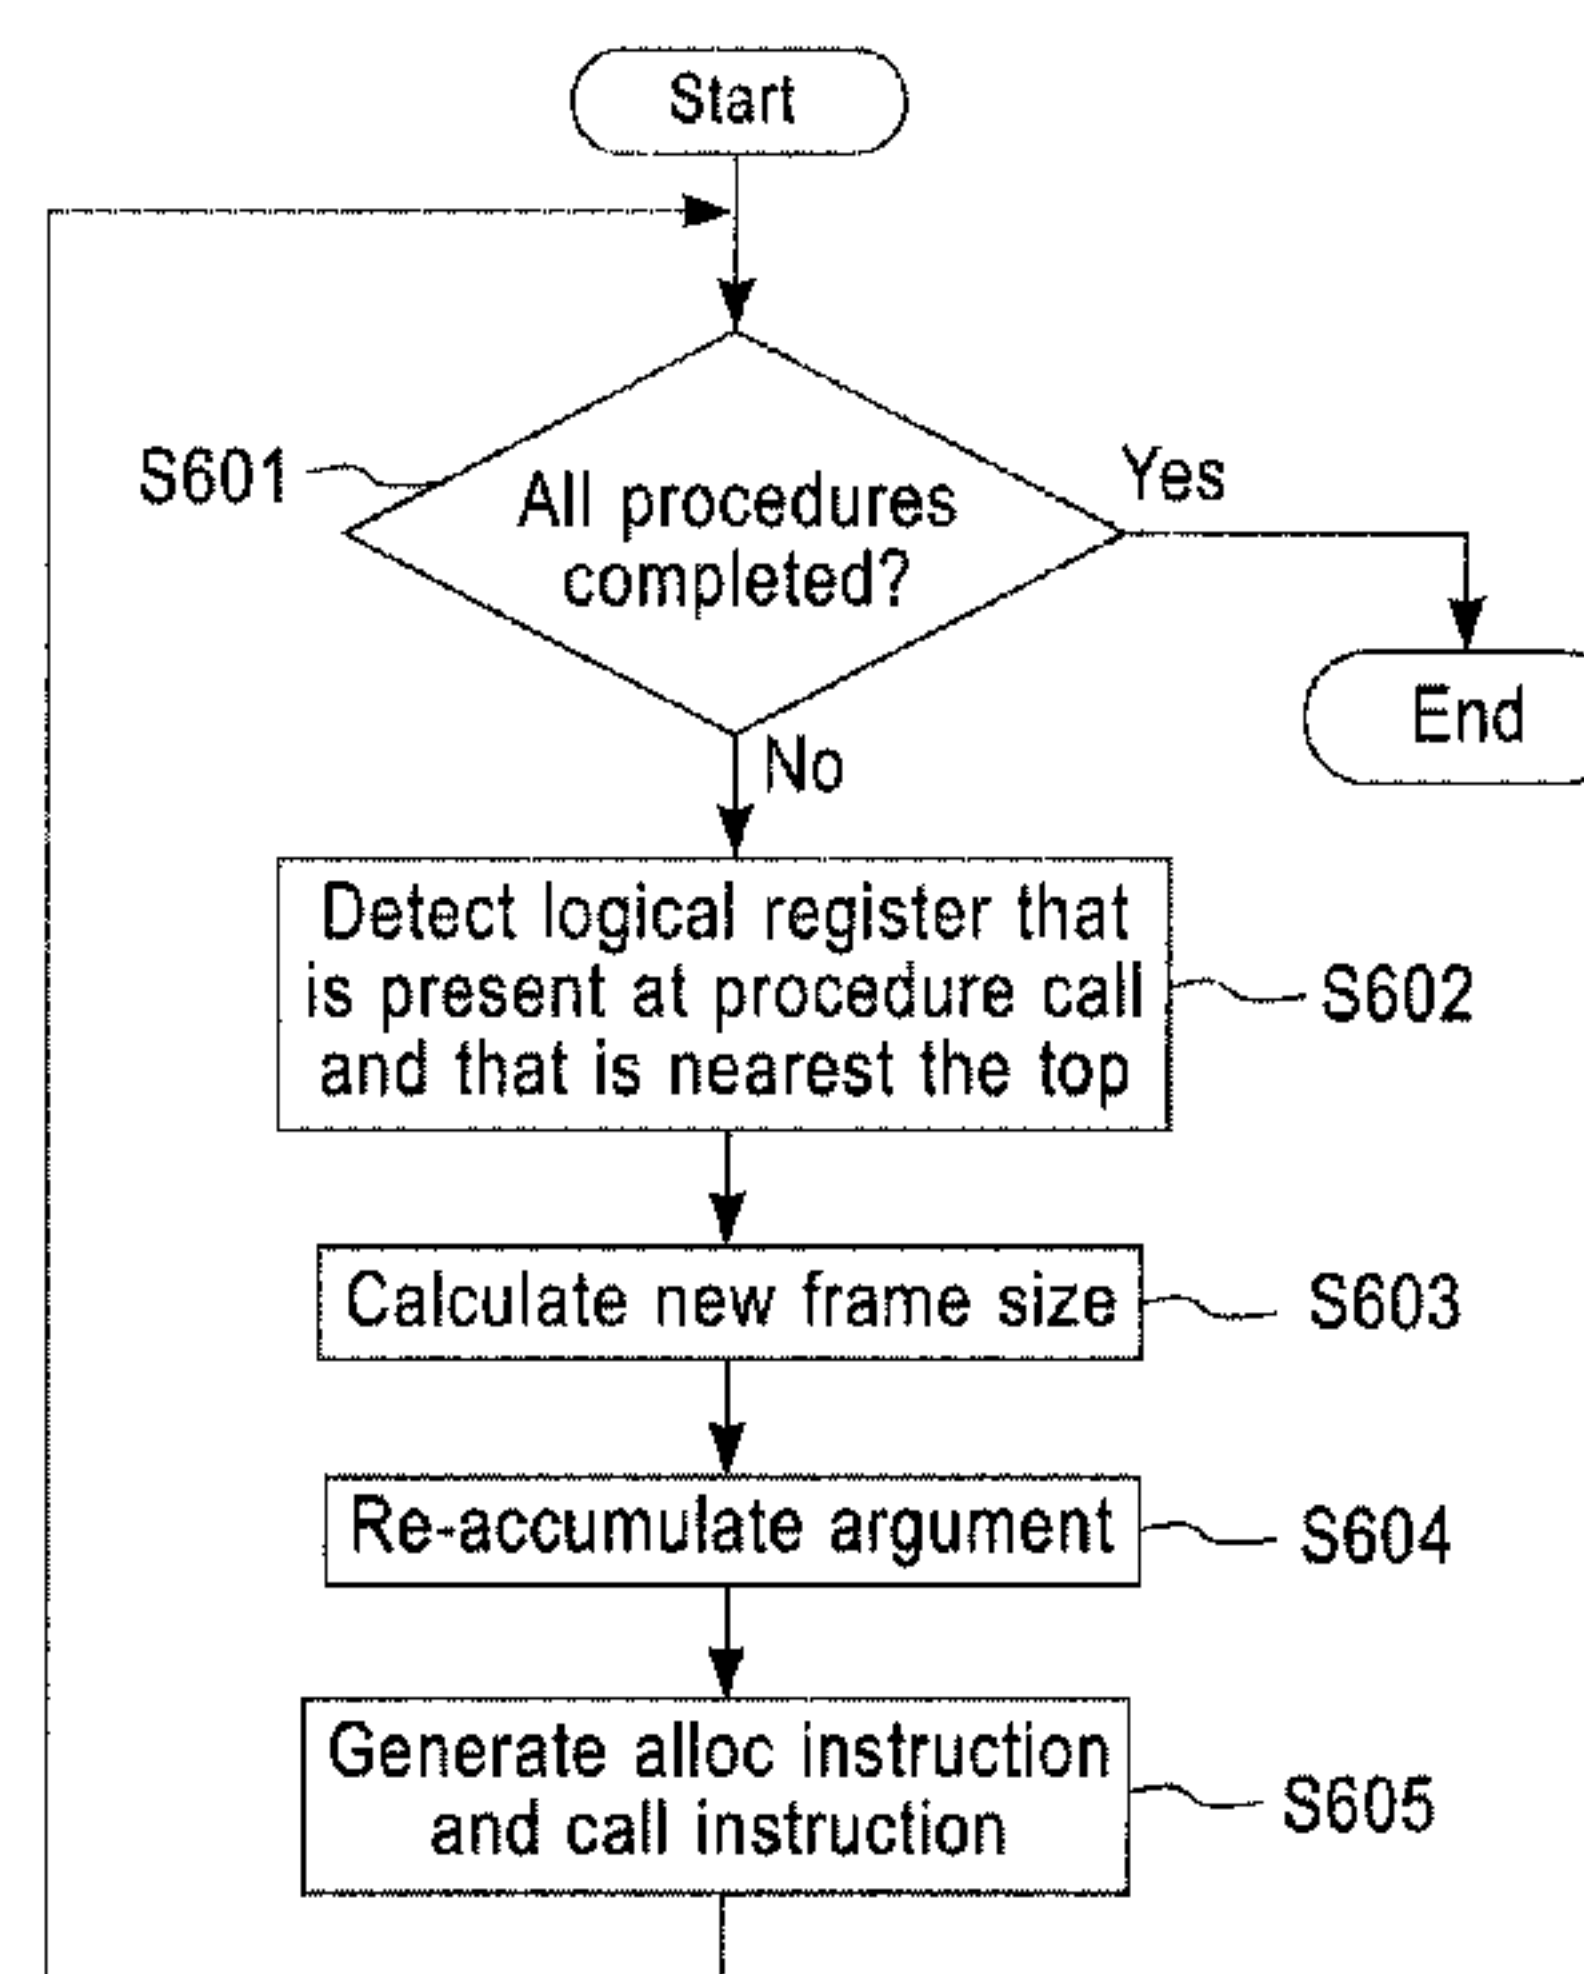 Start
S601
All procedures
completed?
Yes
End
No
Detect logical register that
is present at procedure call
and that is nearest the top
S602
Calculate new frame size
S603
Re-accumulate argument
S604
Generate alloc instruction
and call instruction
S605